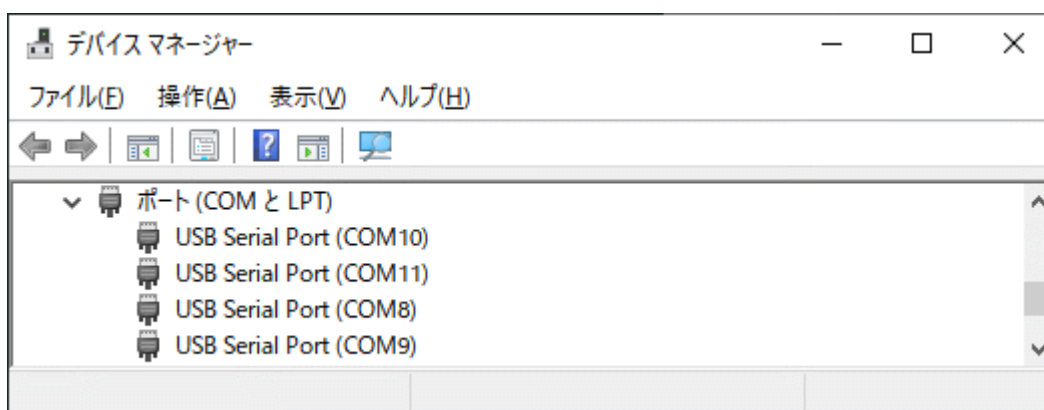 デバイス マネージャー
ファイル(F) 操作(A) 表示(V) ヘルプ(H)
ポート (COM と LPT)
USB Serial Port (COM10)
USB Serial Port (COM11)
USB Serial Port (COM8)
USB Serial Port (COM9)